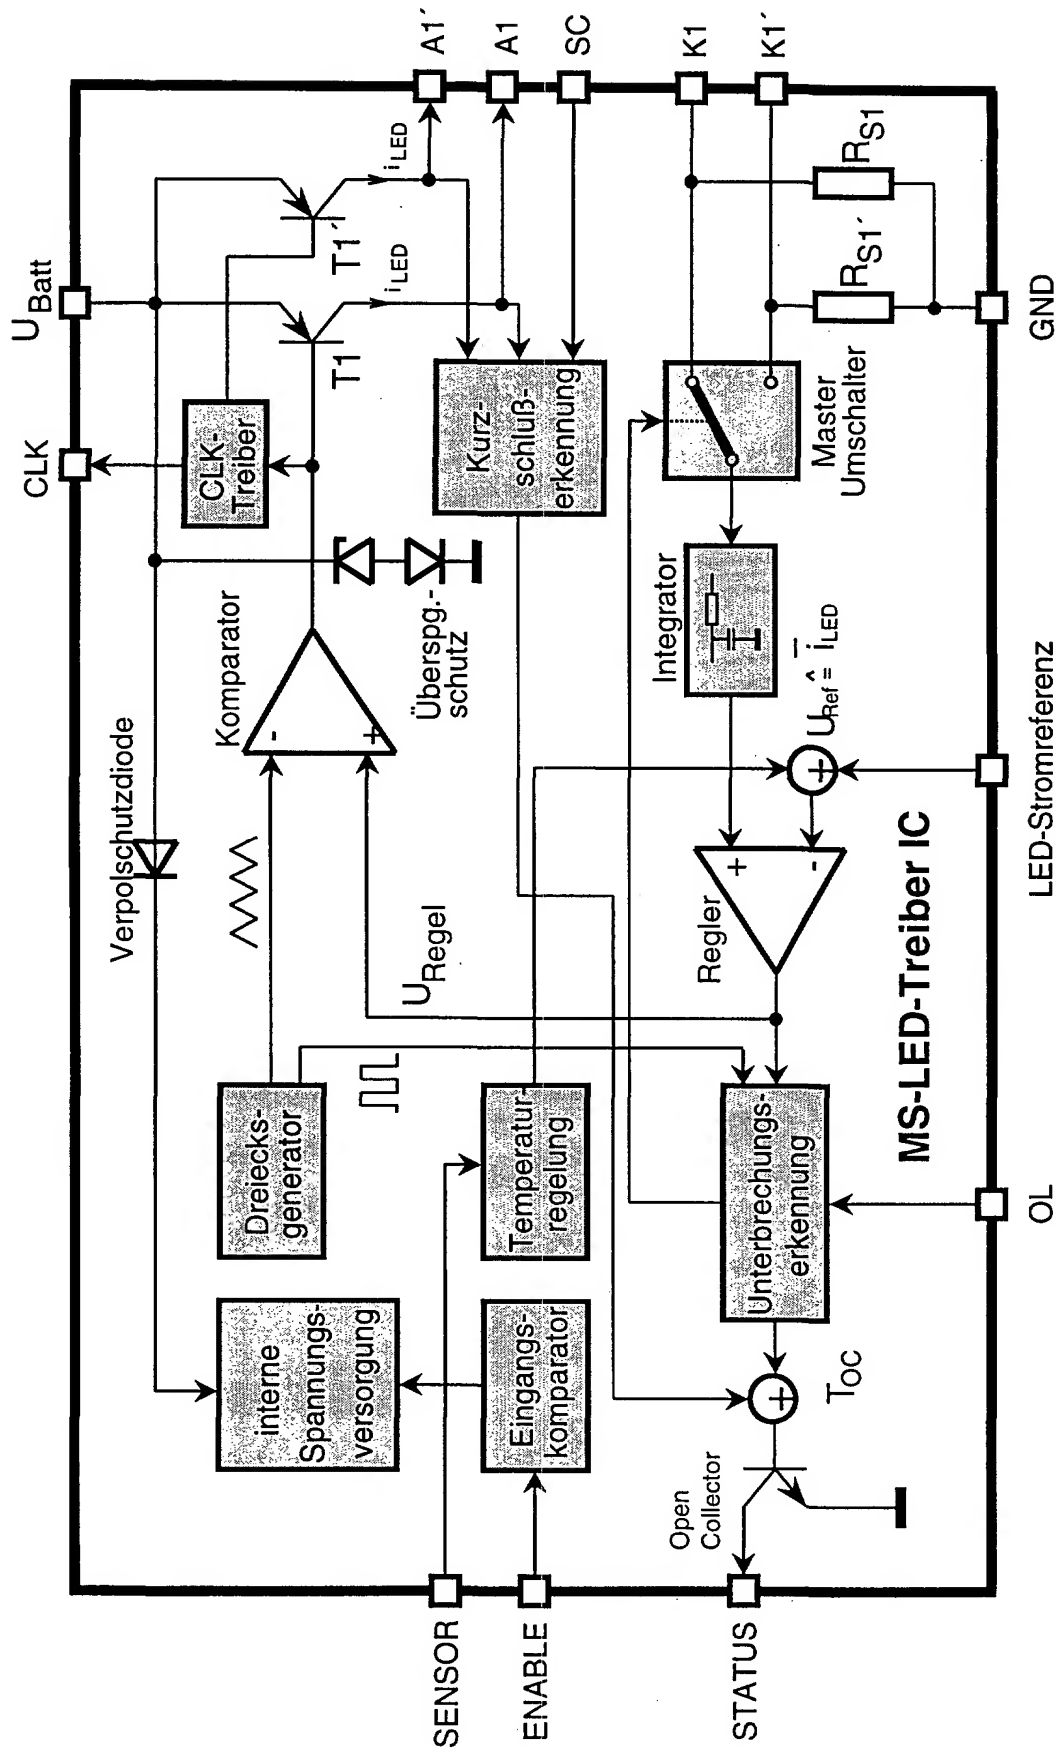 CLK
U_Batt
Verpolschutzdiode
interne
Spannungs-
versorgung
Dreiecks-
generator
Komparator
-
+
CLK-
Treiber
T1
T1´
i_LED
i_LED
A1´
A1
SC
K1
K1´
Überspg.-
schutz
Kurz-
schluß-
erkennung
U_Regel
SENSOR
ENABLE
STATUS
Eingangs-
komparator
Temperatur-
regelung
Open
Collector
T_OC
+
Unterbrechungs-
erkennung
Regler
+
-
+
U_Ref ≙ i̅_LED
Integrator
Master
Umschalter
R_S1´
R_S1
MS-LED-Treiber IC
OL
LED-Stromreferenz
GND